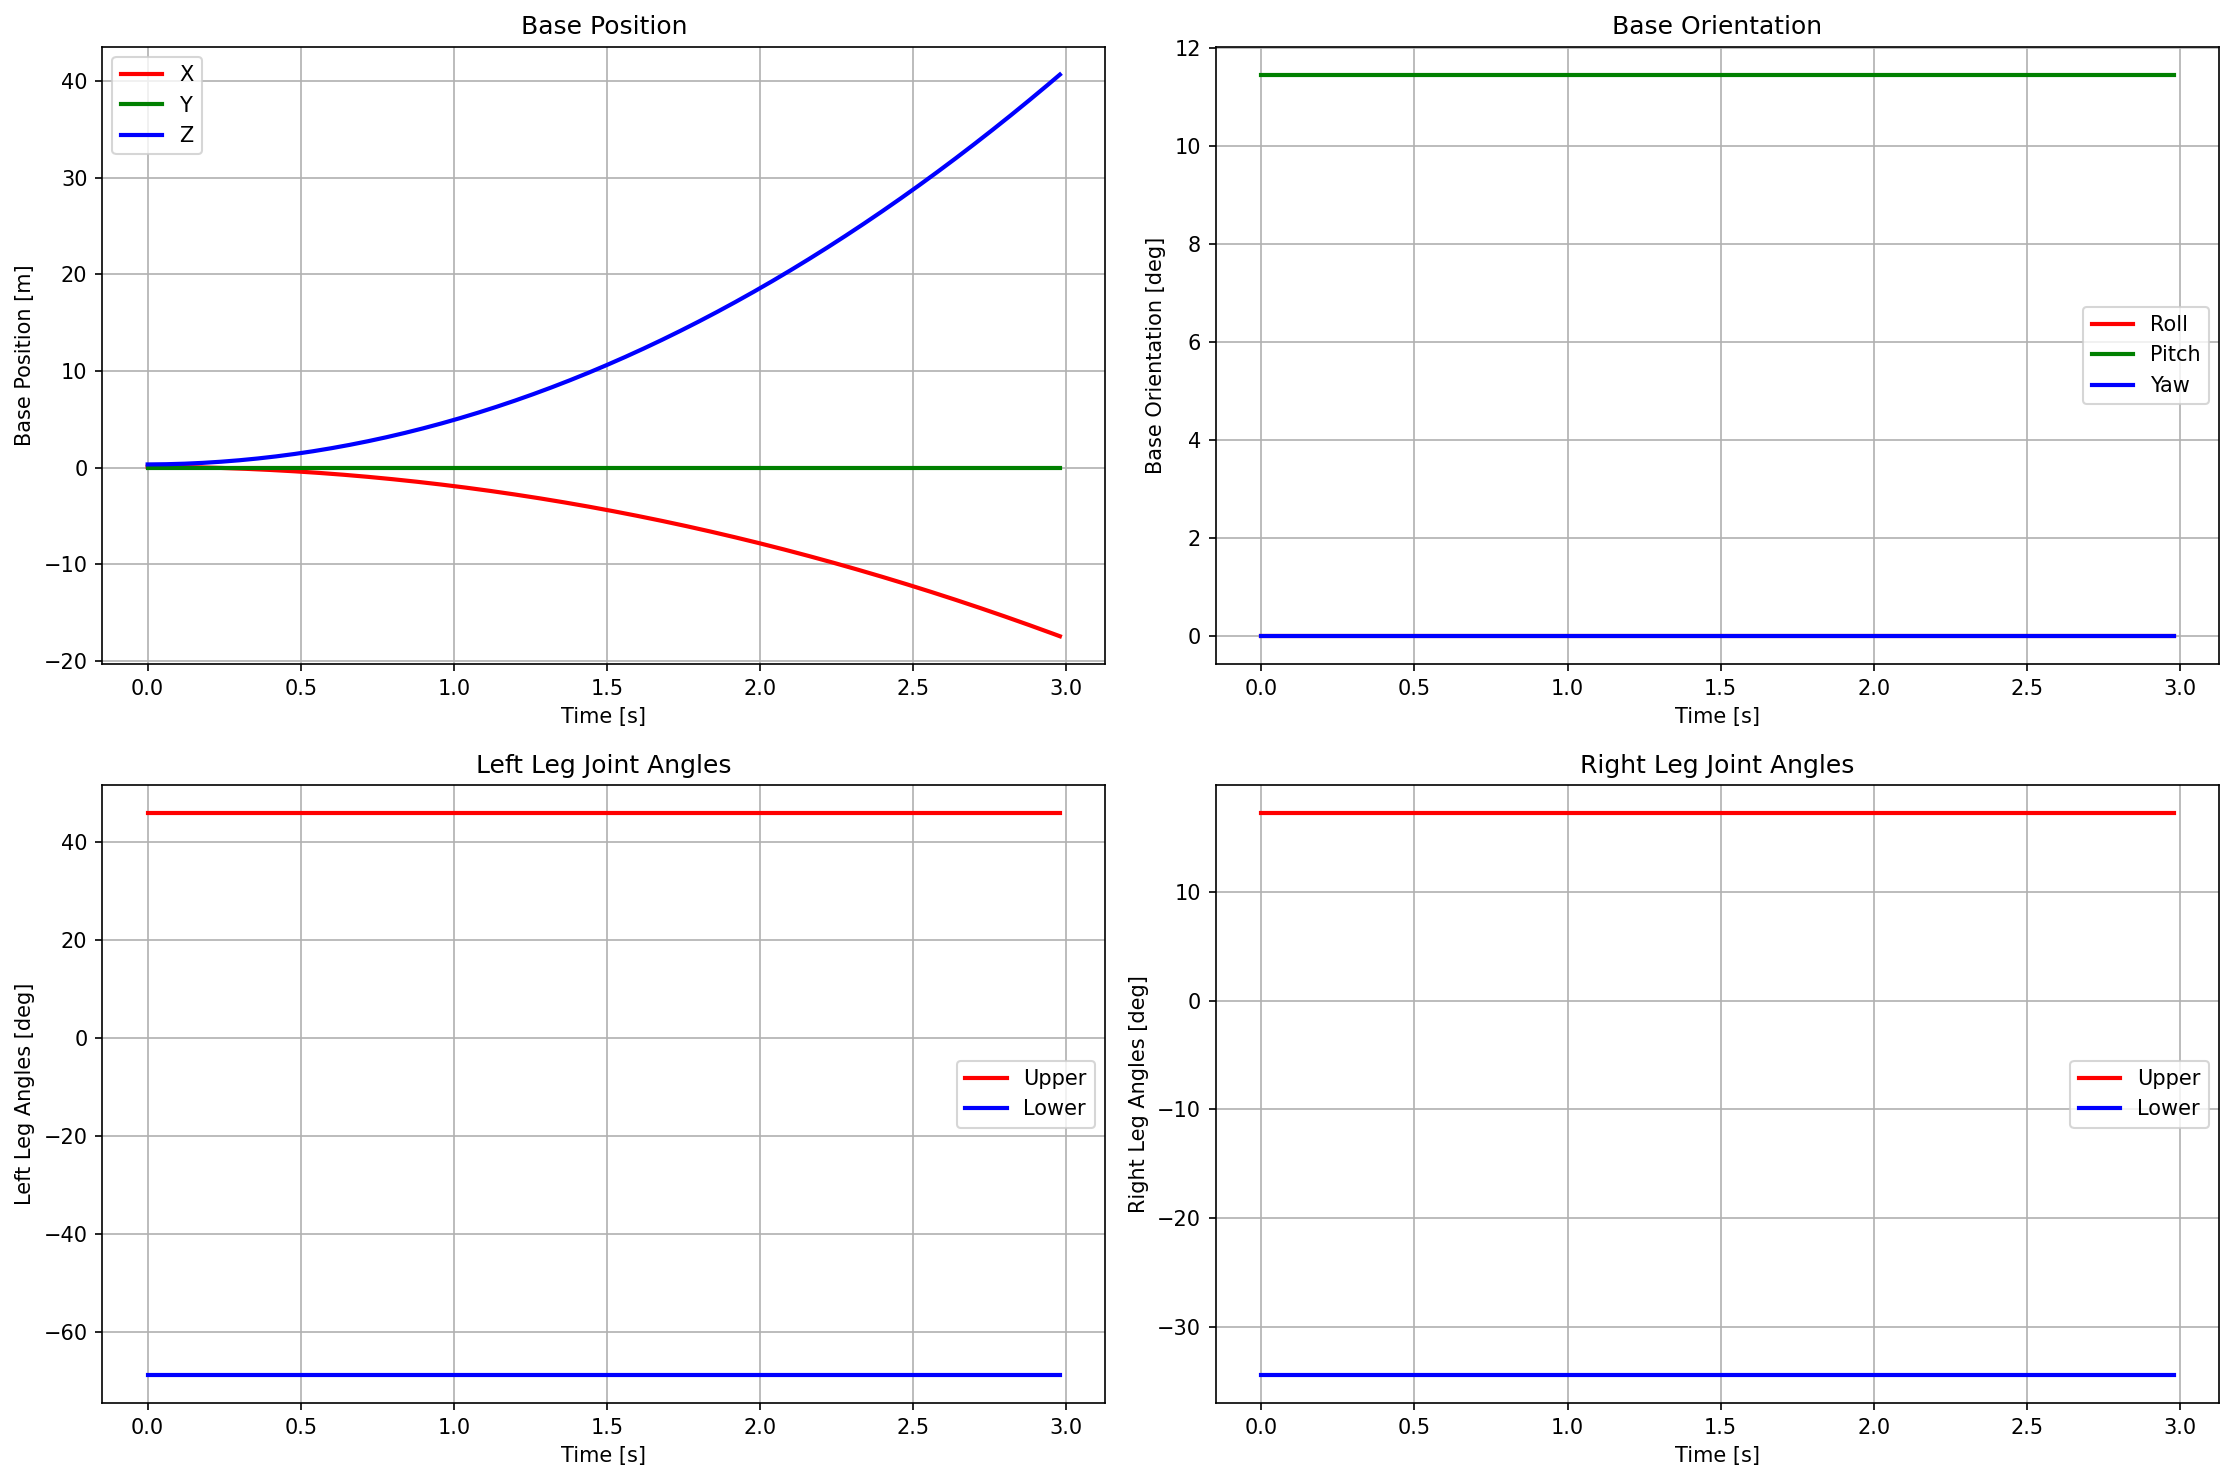 Base Position
X
Y
Z
40
30
20
10
0
−10
−20
Base Position [m]
0.0 0.5 1.0 1.5 2.0 2.5 3.0
Time [s]
Base Orientation
12
10
8
6
4
2
0
Base Orientation [deg]
Roll
Pitch
Yaw
0.0 0.5 1.0 1.5 2.0 2.5 3.0
Time [s]
Left Leg Joint Angles
40
20
0
−20
−40
−60
Left Leg Angles [deg]
Upper
Lower
0.0 0.5 1.0 1.5 2.0 2.5 3.0
Time [s]
Right Leg Joint Angles
10
0
−10
−20
−30
Right Leg Angles [deg]
Upper
Lower
0.0 0.5 1.0 1.5 2.0 2.5 3.0
Time [s]